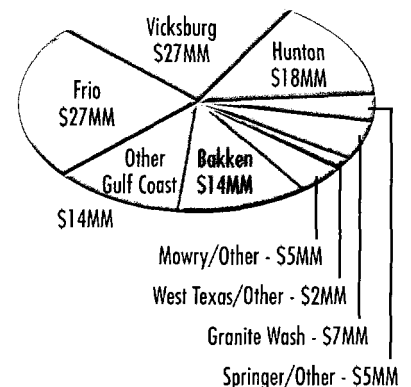 Vicksburg
$27MM
Hunton
$18MM
Frio
$27MM
Other
Gulf Coast
$14MM
Bakken
$14MM
Mowry/Other - $5MM
West Texas/Other - $2MM
Granite Wash - $7MM
Springer/Other - $5MM